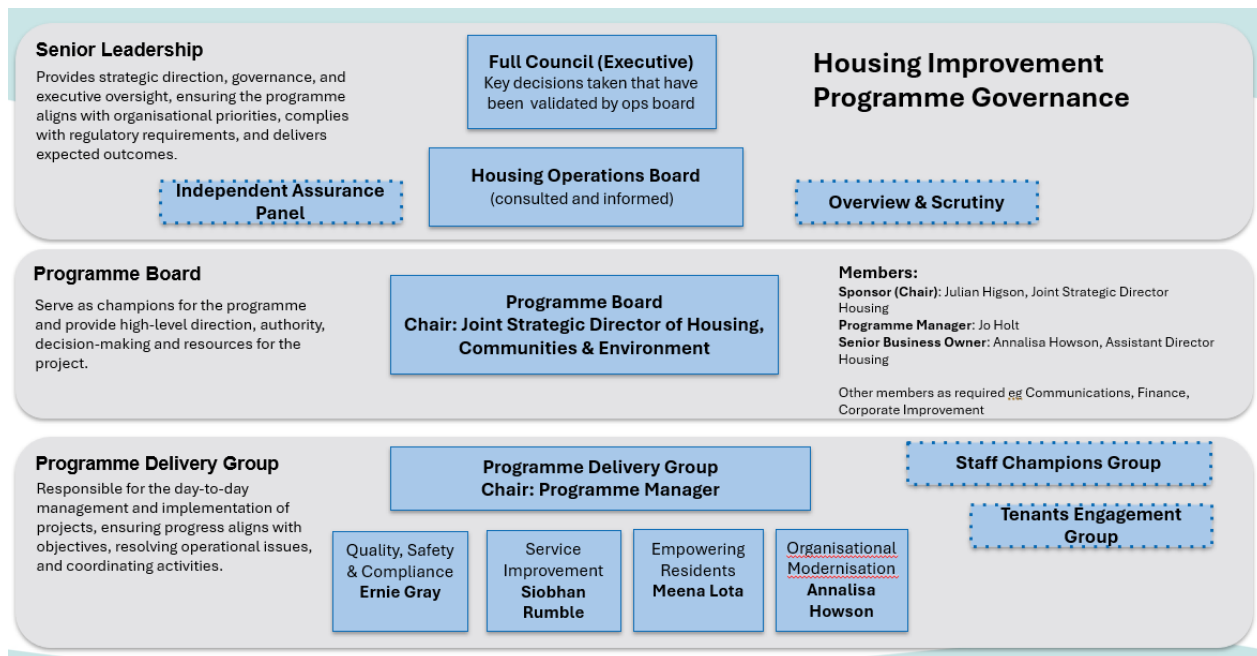 Senior Leadership
Provides strategic direction, governance, and
executive oversight, ensuring the programme
aligns with organisational priorities, complies
with regulatory requirements, and delivers
expected outcomes.
Full Council (Executive)
Key decisions taken that have
been validated by ops board
Housing Improvement
Programme Governance
Independent Assurance
Panel
Housing Operations Board
(consulted and informed)
Overview & Scrutiny
Programme Board
Serve as champions for the programme
and provide high-level direction, authority,
decision-making and resources for the
project.
Programme Board
Chair: Joint Strategic Director of Housing,
Communities & Environment
Members:
Sponsor (Chair): Julian Higson, Joint Strategic Director
Housing
Programme Manager: Jo Holt
Senior Business Owner: Annalisa Howson, Assistant Director
Housing
Other members as required eg Communications, Finance,
Corporate Improvement
Programme Delivery Group
Responsible for the day-to-day
management and implementation of
projects, ensuring progress aligns with
objectives, resolving operational issues,
and coordinating activities.
Programme Delivery Group
Chair: Programme Manager
Staff Champions Group
Tenants Engagement
Group
Quality, Safety
& Compliance
Ernie Gray
Service
Improvement
Siobhan
Rumble
Empowering
Residents
Meena Lota
Organisational
Modernisation
Annalisa
Howson